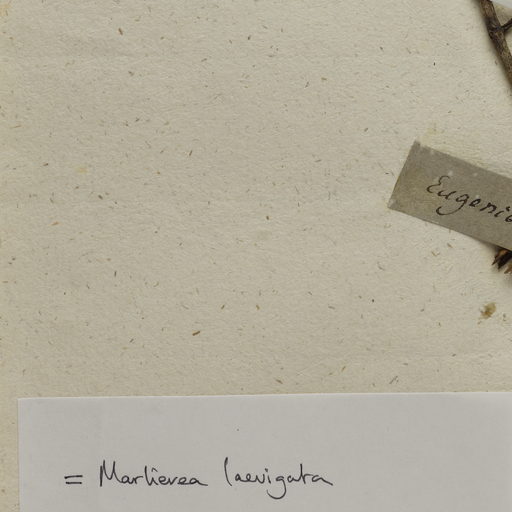 Eugenia
= Marlierea laevigata